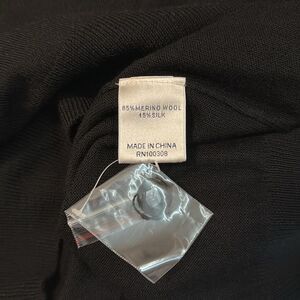 85% MERINO WOOL
15% SILK
MADE IN CHINA
RN100308